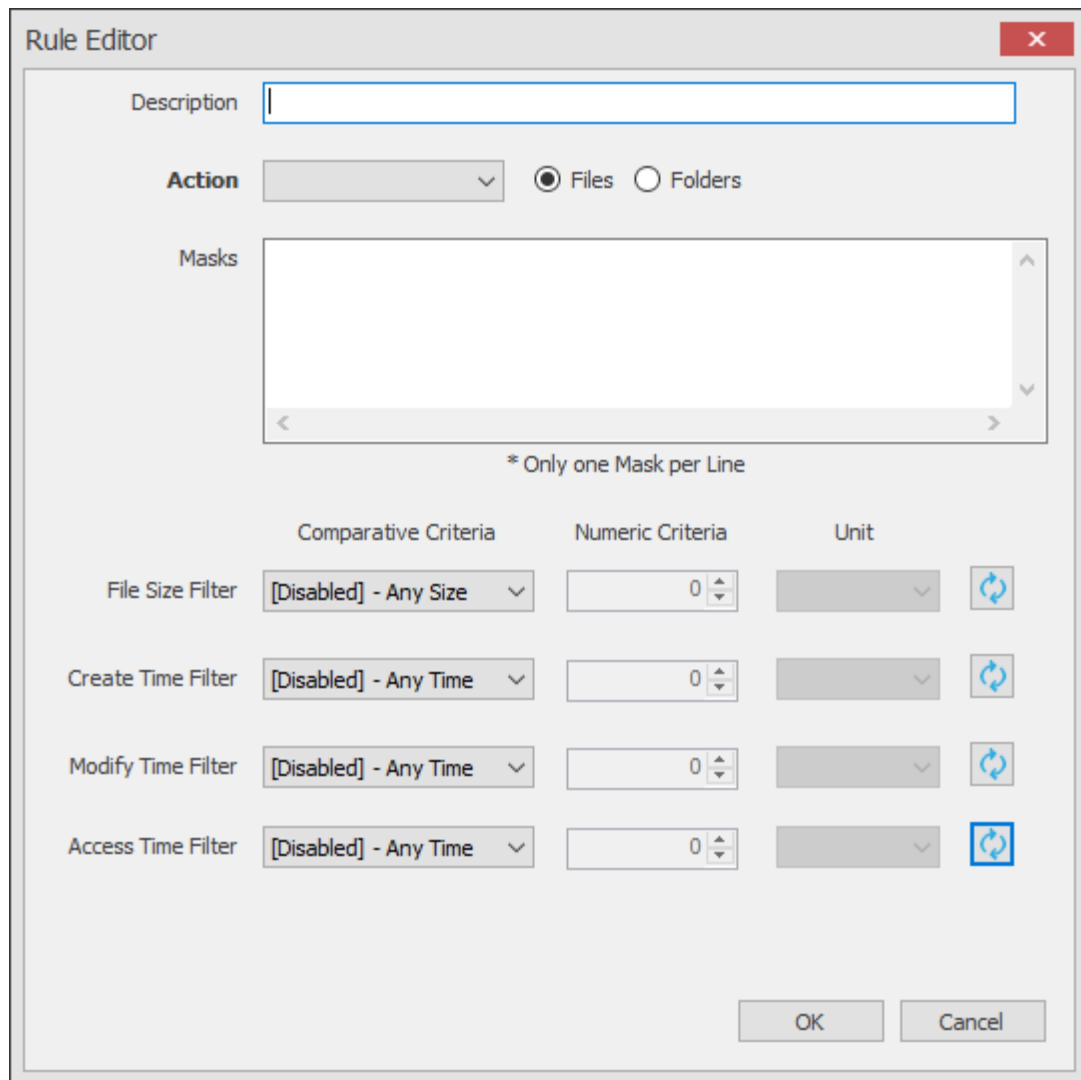 Rule Editor
Description
Action Files Folders
Masks
* Only one Mask per Line
Comparative Criteria Numeric Criteria Unit
File Size Filter [Disabled] - Any Size 0
Create Time Filter [Disabled] - Any Time 0
Modify Time Filter [Disabled] - Any Time 0
Access Time Filter [Disabled] - Any Time 0
OK Cancel